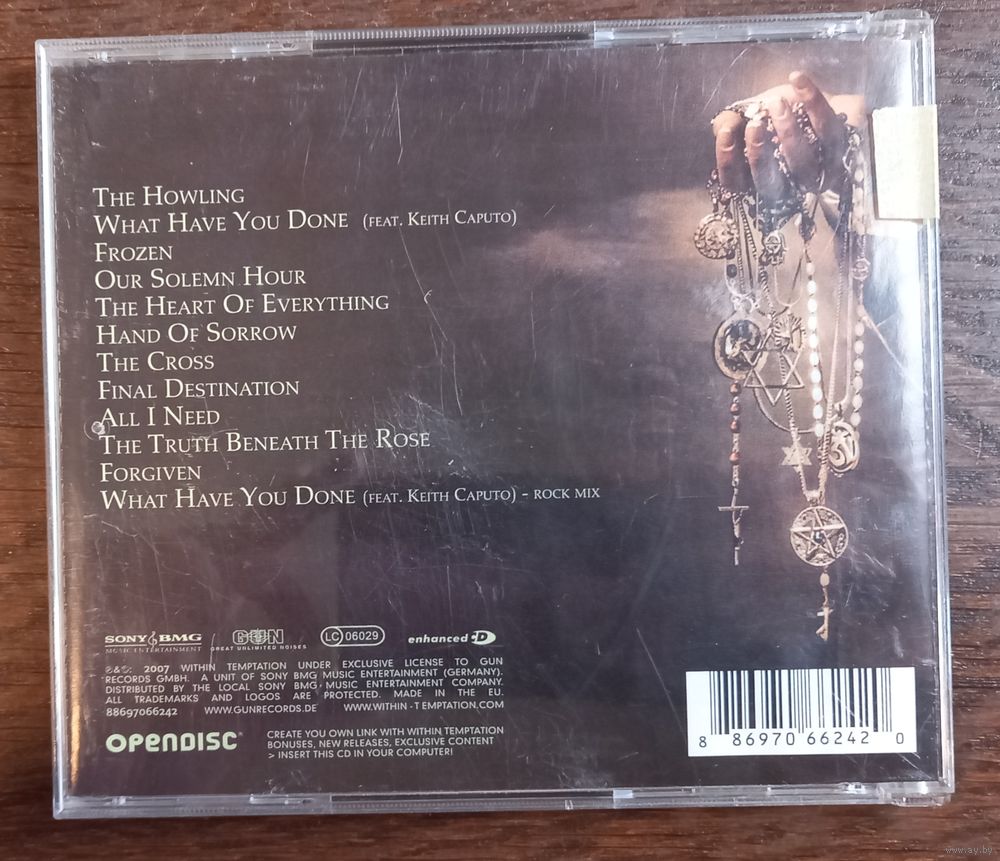 The Howling
What Have You Done (feat. Keith Caputo)
Frozen
Our Solemn Hour
The Heart Of Everything
Hand Of Sorrow
The Cross
Final Destination
All I Need
The Truth Beneath The Rose
Forgiven
What Have You Done (feat. Keith Caputo) - rock mix
SONY BMG GUN LC 06029 enhanced CD
MUSIC ENTERTAINMENT GREAT UNLIMITED NOISES
℗&©: 2007 WITHIN TEMPTATION UNDER EXCLUSIVE LICENSE TO GUN
RECORDS GMBH. A UNIT OF SONY BMG MUSIC ENTERTAINMENT (GERMANY).
DISTRIBUTED BY THE LOCAL SONY BMG MUSIC ENTERTAINMENT COMPANY.
ALL TRADEMARKS AND LOGOS ARE PROTECTED. MADE IN THE EU.
88697066242 WWW.GUNRECORDS.DE WWW.WITHIN-TEMPTATION.COM
OPENDISC
CREATE YOU OWN LINK WITH WITHIN TEMPTATION
BONUSES, NEW RELEASES, EXCLUSIVE CONTENT
> INSERT THIS CD IN YOUR COMPUTER!
8 86970 66242 0
www.ay.by